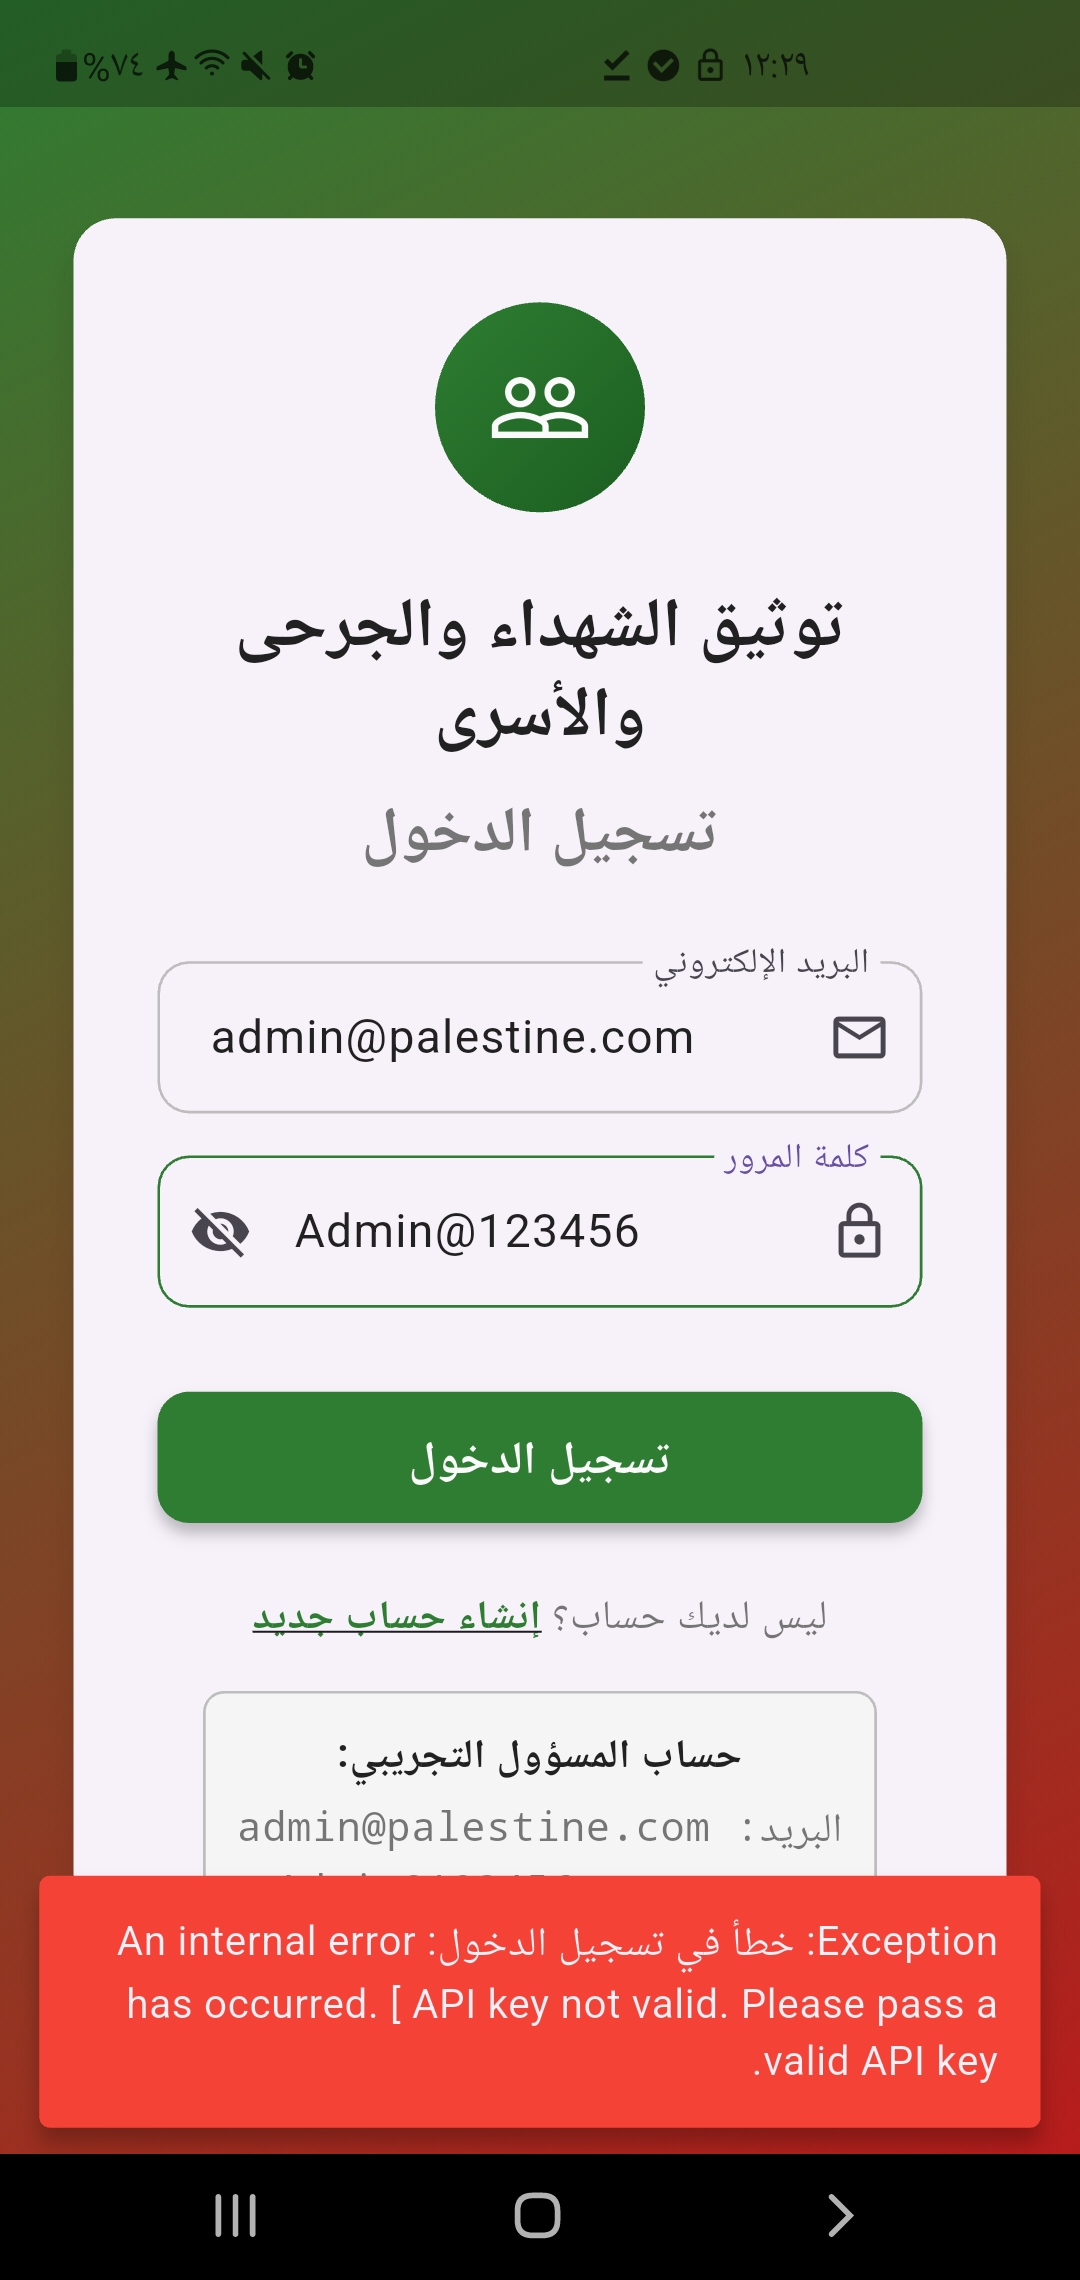 %٧٤
١٢:٢٩
توثيق الشهداء والجرحى
والأسرى
تسجيل الدخول
البريد الإلكتروني
admin@palestine.com
كلمة المرور
Admin@123456
تسجيل الدخول
ليس لديك حساب؟ إنشاء حساب جديد
حساب المسؤول التجريبي:
البريد: admin@palestine.com
Exception: خطأ في تسجيل الدخول: An internal error
has occurred. [ API key not valid. Please pass a
valid API key.